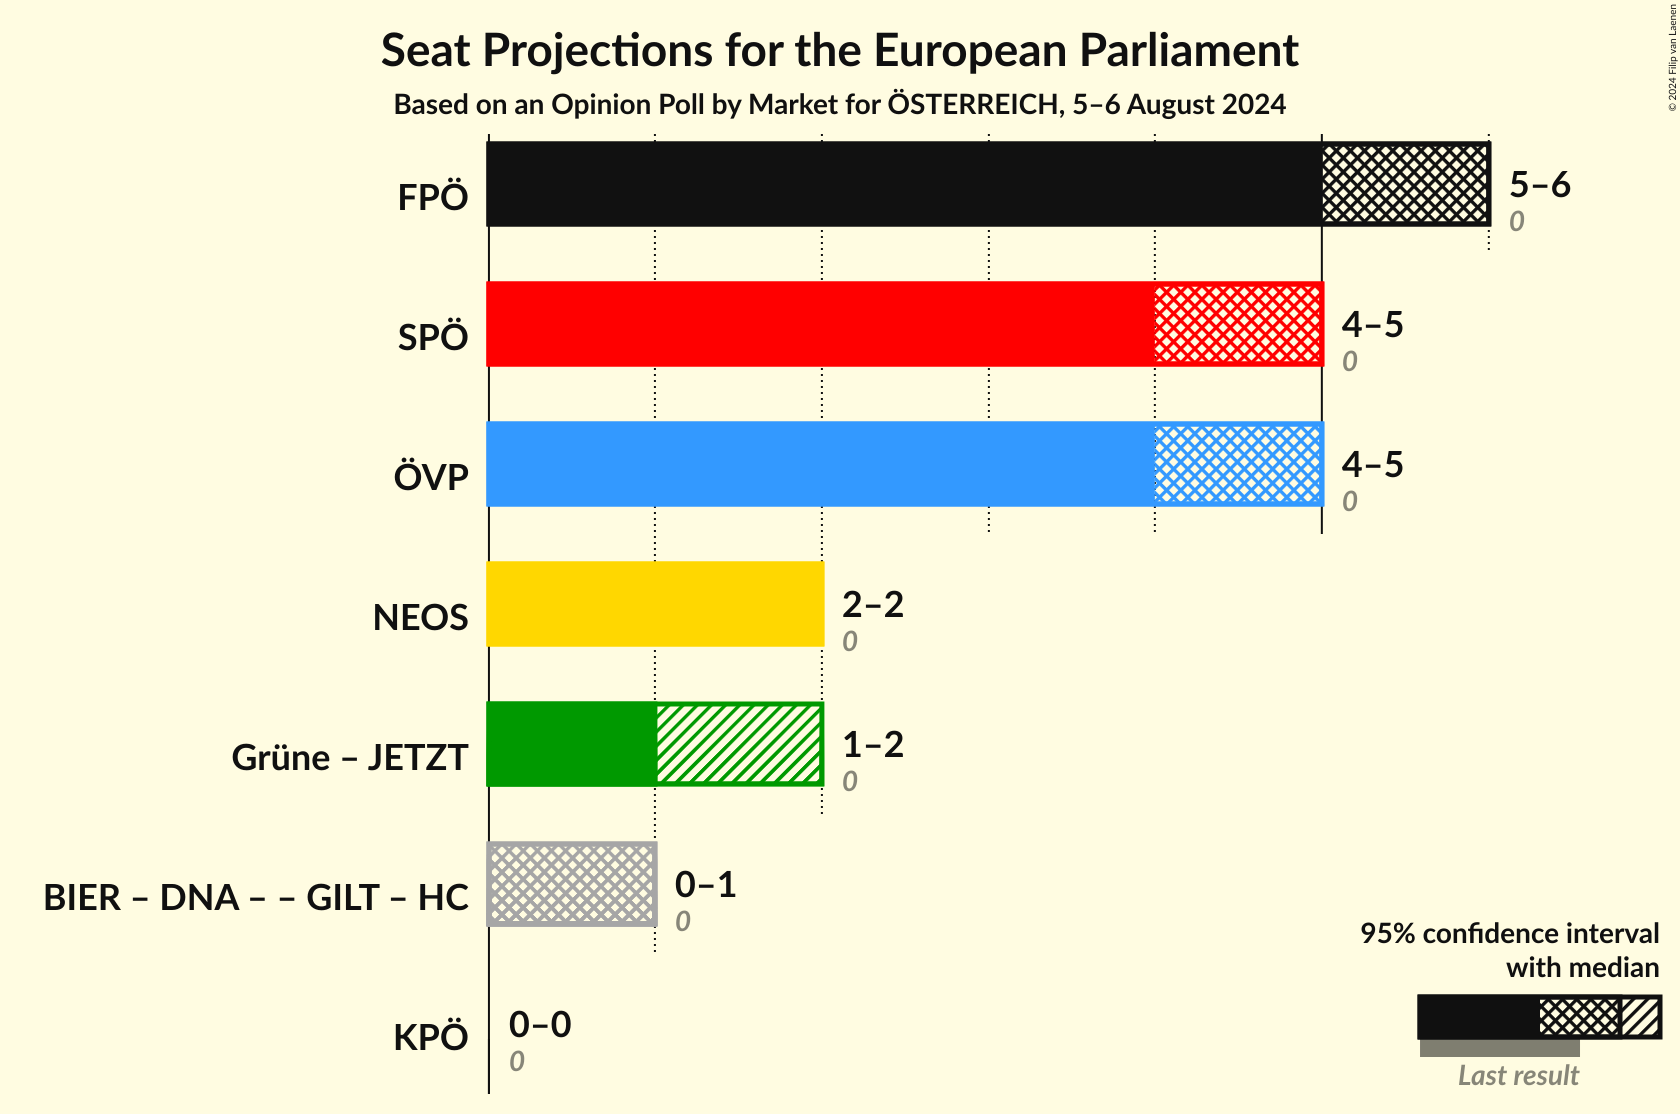 Seat Projections for the European Parliament
Based on an Opinion Poll by Market for ÖSTERREICH, 5–6 August 2024
© 2024 Filip van Laenen
FPÖ
5–6
0
SPÖ
4–5
0
ÖVP
4–5
0
NEOS
2–2
0
Grüne – JETZT
1–2
0
BIER – DNA – – GILT – HC
0–1
0
KPÖ
0–0
0
95% confidence interval
with median
Last result